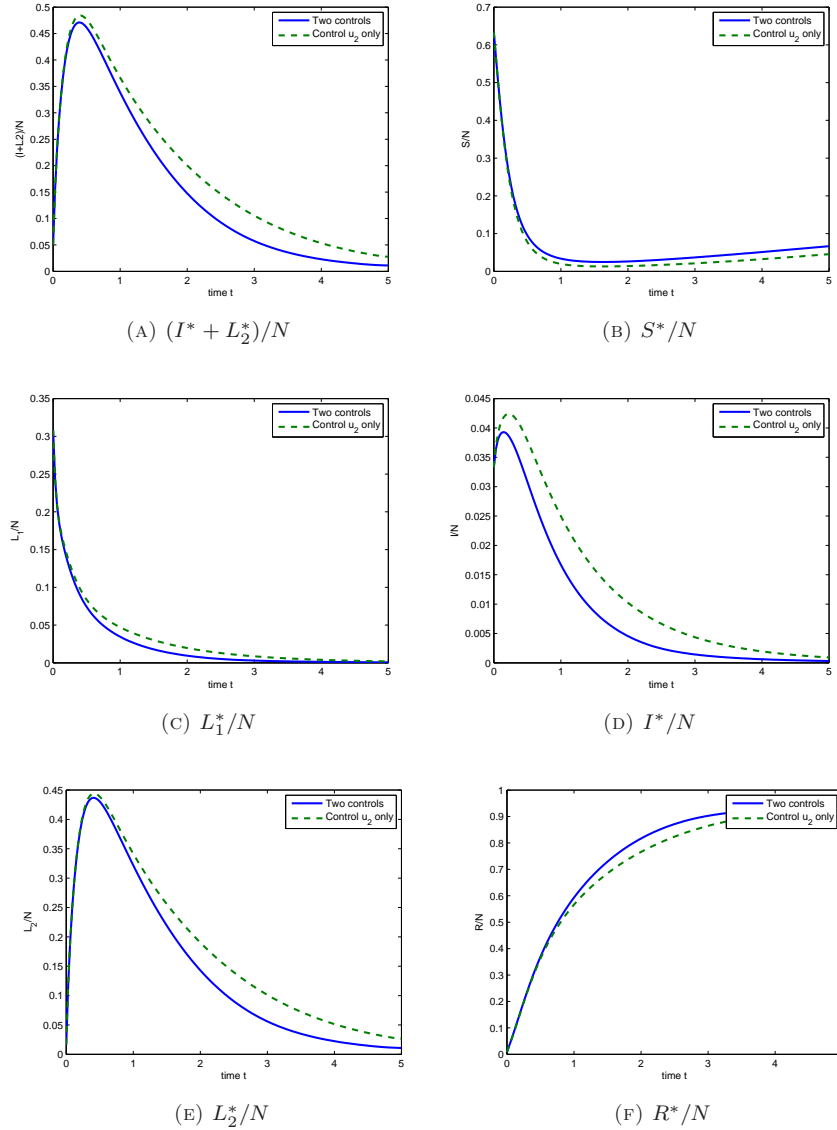 0.5
0.45
0.4
0.35
0.3
0.25
0.2
0.15
0.1
0.05
0
0 1 2 3 4 5
time t
(I+L2)/N
Two controls
Control u2 only
(A) (I* + L2*)/N
0.7
0.6
0.5
0.4
0.3
0.2
0.1
0
0 1 2 3 4 5
time t
S/N
Two controls
Control u2 only
(B) S*/N
0.35
0.3
0.25
0.2
0.15
0.1
0.05
0
0 1 2 3 4 5
time t
L1/N
Two controls
Control u2 only
(C) L1*/N
0.045
0.04
0.035
0.03
0.025
0.02
0.015
0.01
0.005
0
0 1 2 3 4 5
time t
I/N
Two controls
Control u2 only
(D) I*/N
0.45
0.4
0.35
0.3
0.25
0.2
0.15
0.1
0.05
0
0 1 2 3 4 5
time t
L2/N
Two controls
Control u2 only
(E) L2*/N
1
0.9
0.8
0.7
0.6
0.5
0.4
0.3
0.2
0.1
0
0 1 2 3 4
time t
R/N
Two controls
Control u2 only
(F) R*/N